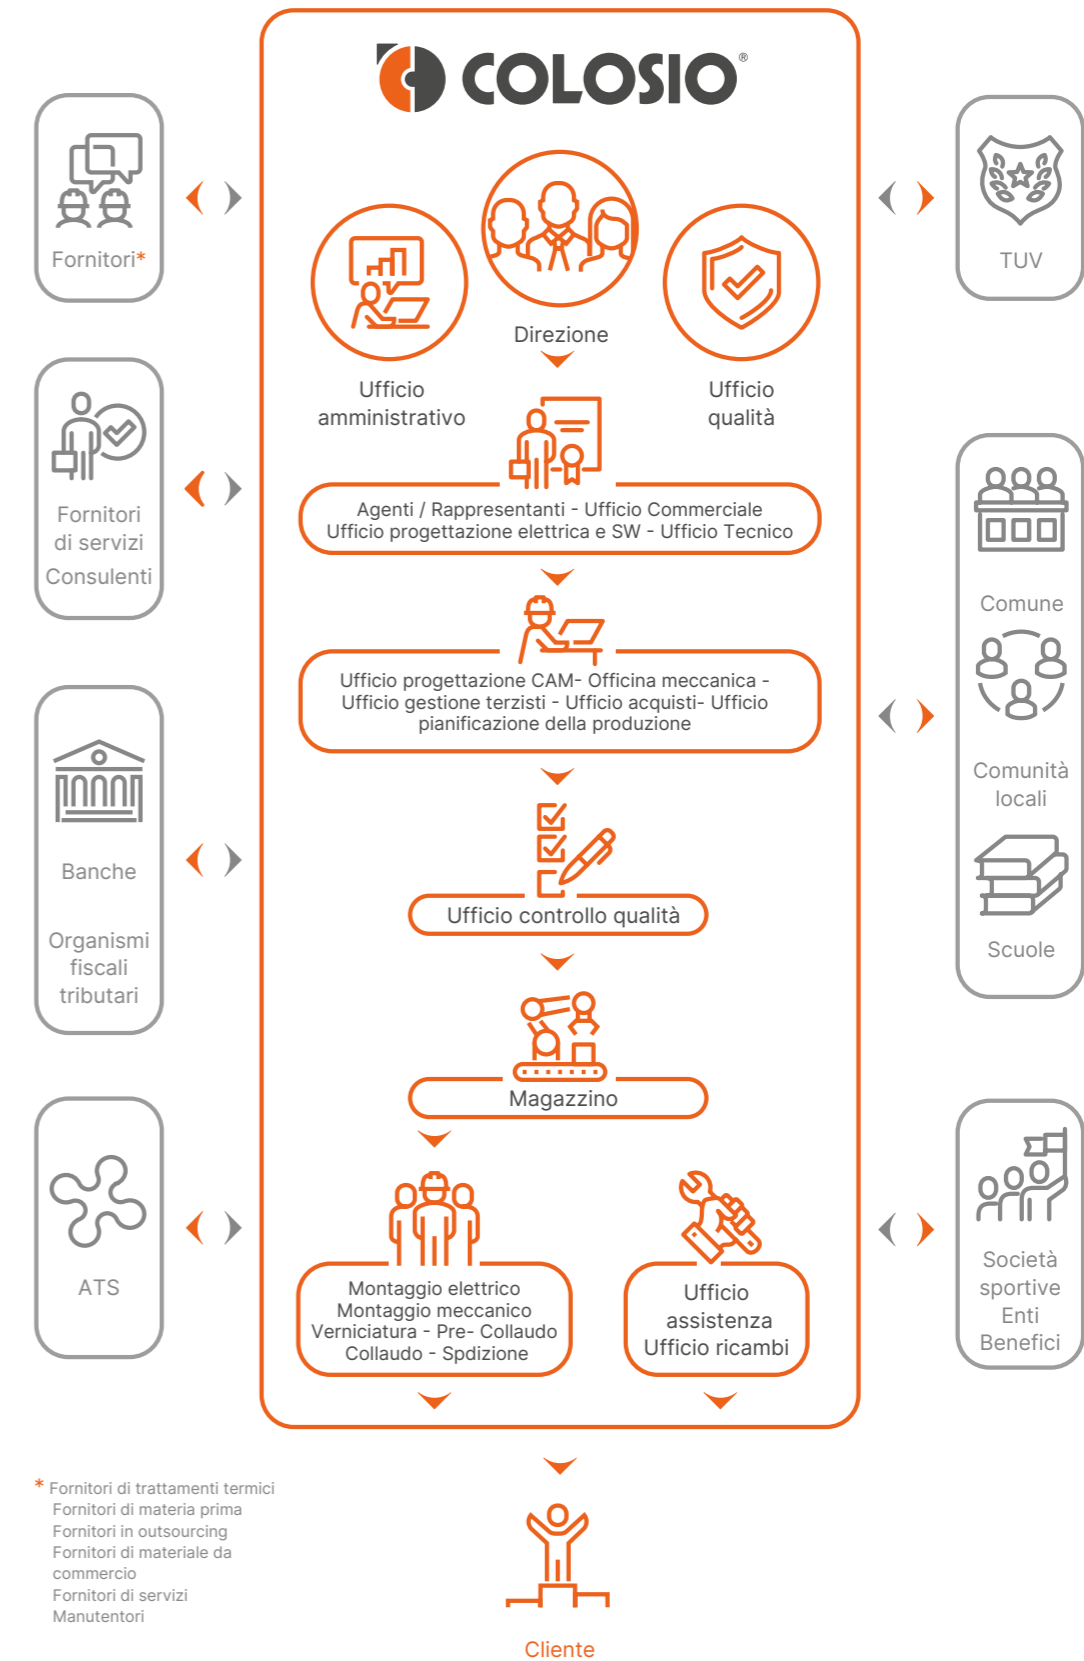 COLOSIO®
Fornitori*
TUV
Direzione
Ufficio
amministrativo
Ufficio
qualità
Fornitori
di servizi
Consulenti
Agenti / Rappresentanti - Ufficio Commerciale
Ufficio progettazione elettrica e SW - Ufficio Tecnico
Comune
Ufficio progettazione CAM- Officina meccanica -
Ufficio gestione terzisti - Ufficio acquisti- Ufficio
pianificazione della produzione
Comunità
locali
Banche
Organismi
fiscali
tributari
Ufficio controllo qualità
Scuole
Magazzino
ATS
Montaggio elettrico
Montaggio meccanico
Verniciatura - Pre- Collaudo
Collaudo - Spdizione
Ufficio
assistenza
Ufficio ricambi
Società
sportive
Enti
Benefici
* Fornitori di trattamenti termici
Fornitori di materia prima
Fornitori in outsourcing
Fornitori di materiale da
commercio
Fornitori di servizi
Manutentori
Cliente